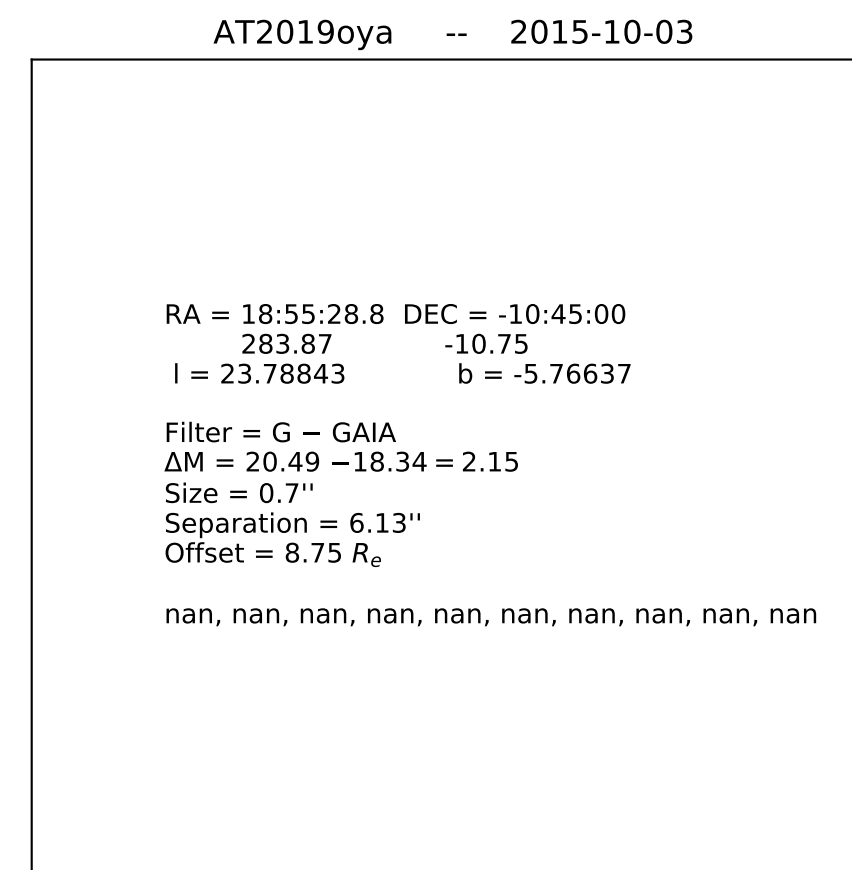 AT2019oya -- 2015-10-03
RA = 18:55:28.8 DEC = -10:45:00
283.87 -10.75
l = 23.78843 b = -5.76637
Filter = G − GAIA
ΔM = 20.49 −18.34 = 2.15
Size = 0.7''
Separation = 6.13''
Offset = 8.75 Rₑ
nan, nan, nan, nan, nan, nan, nan, nan, nan, nan